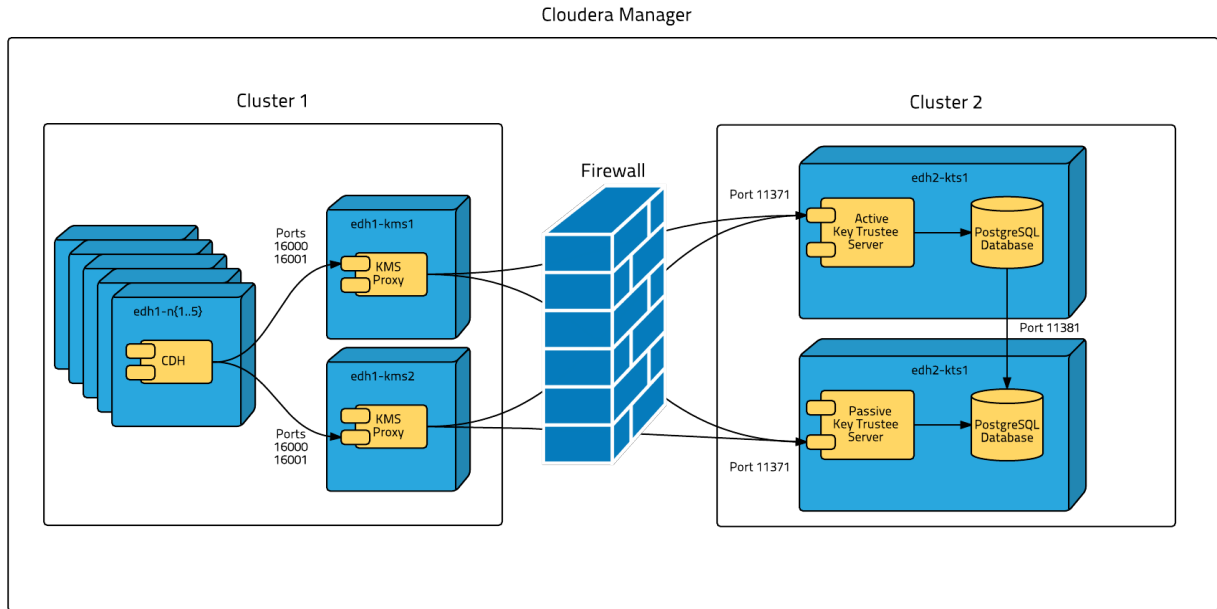 Cloudera Manager
Cluster 1
Cluster 2
Firewall
edh1-n{1..5}
CDH
Ports
16000
16001
edh1-kms1
KMS
Proxy
edh1-kms2
KMS
Proxy
Ports
16000
16001
Port 11371
edh2-kts1
Active
Key Trustee
Server
PostgreSQL
Database
Port 11381
edh2-kts1
Passive
Key Trustee
Server
PostgreSQL
Database
Port 11371